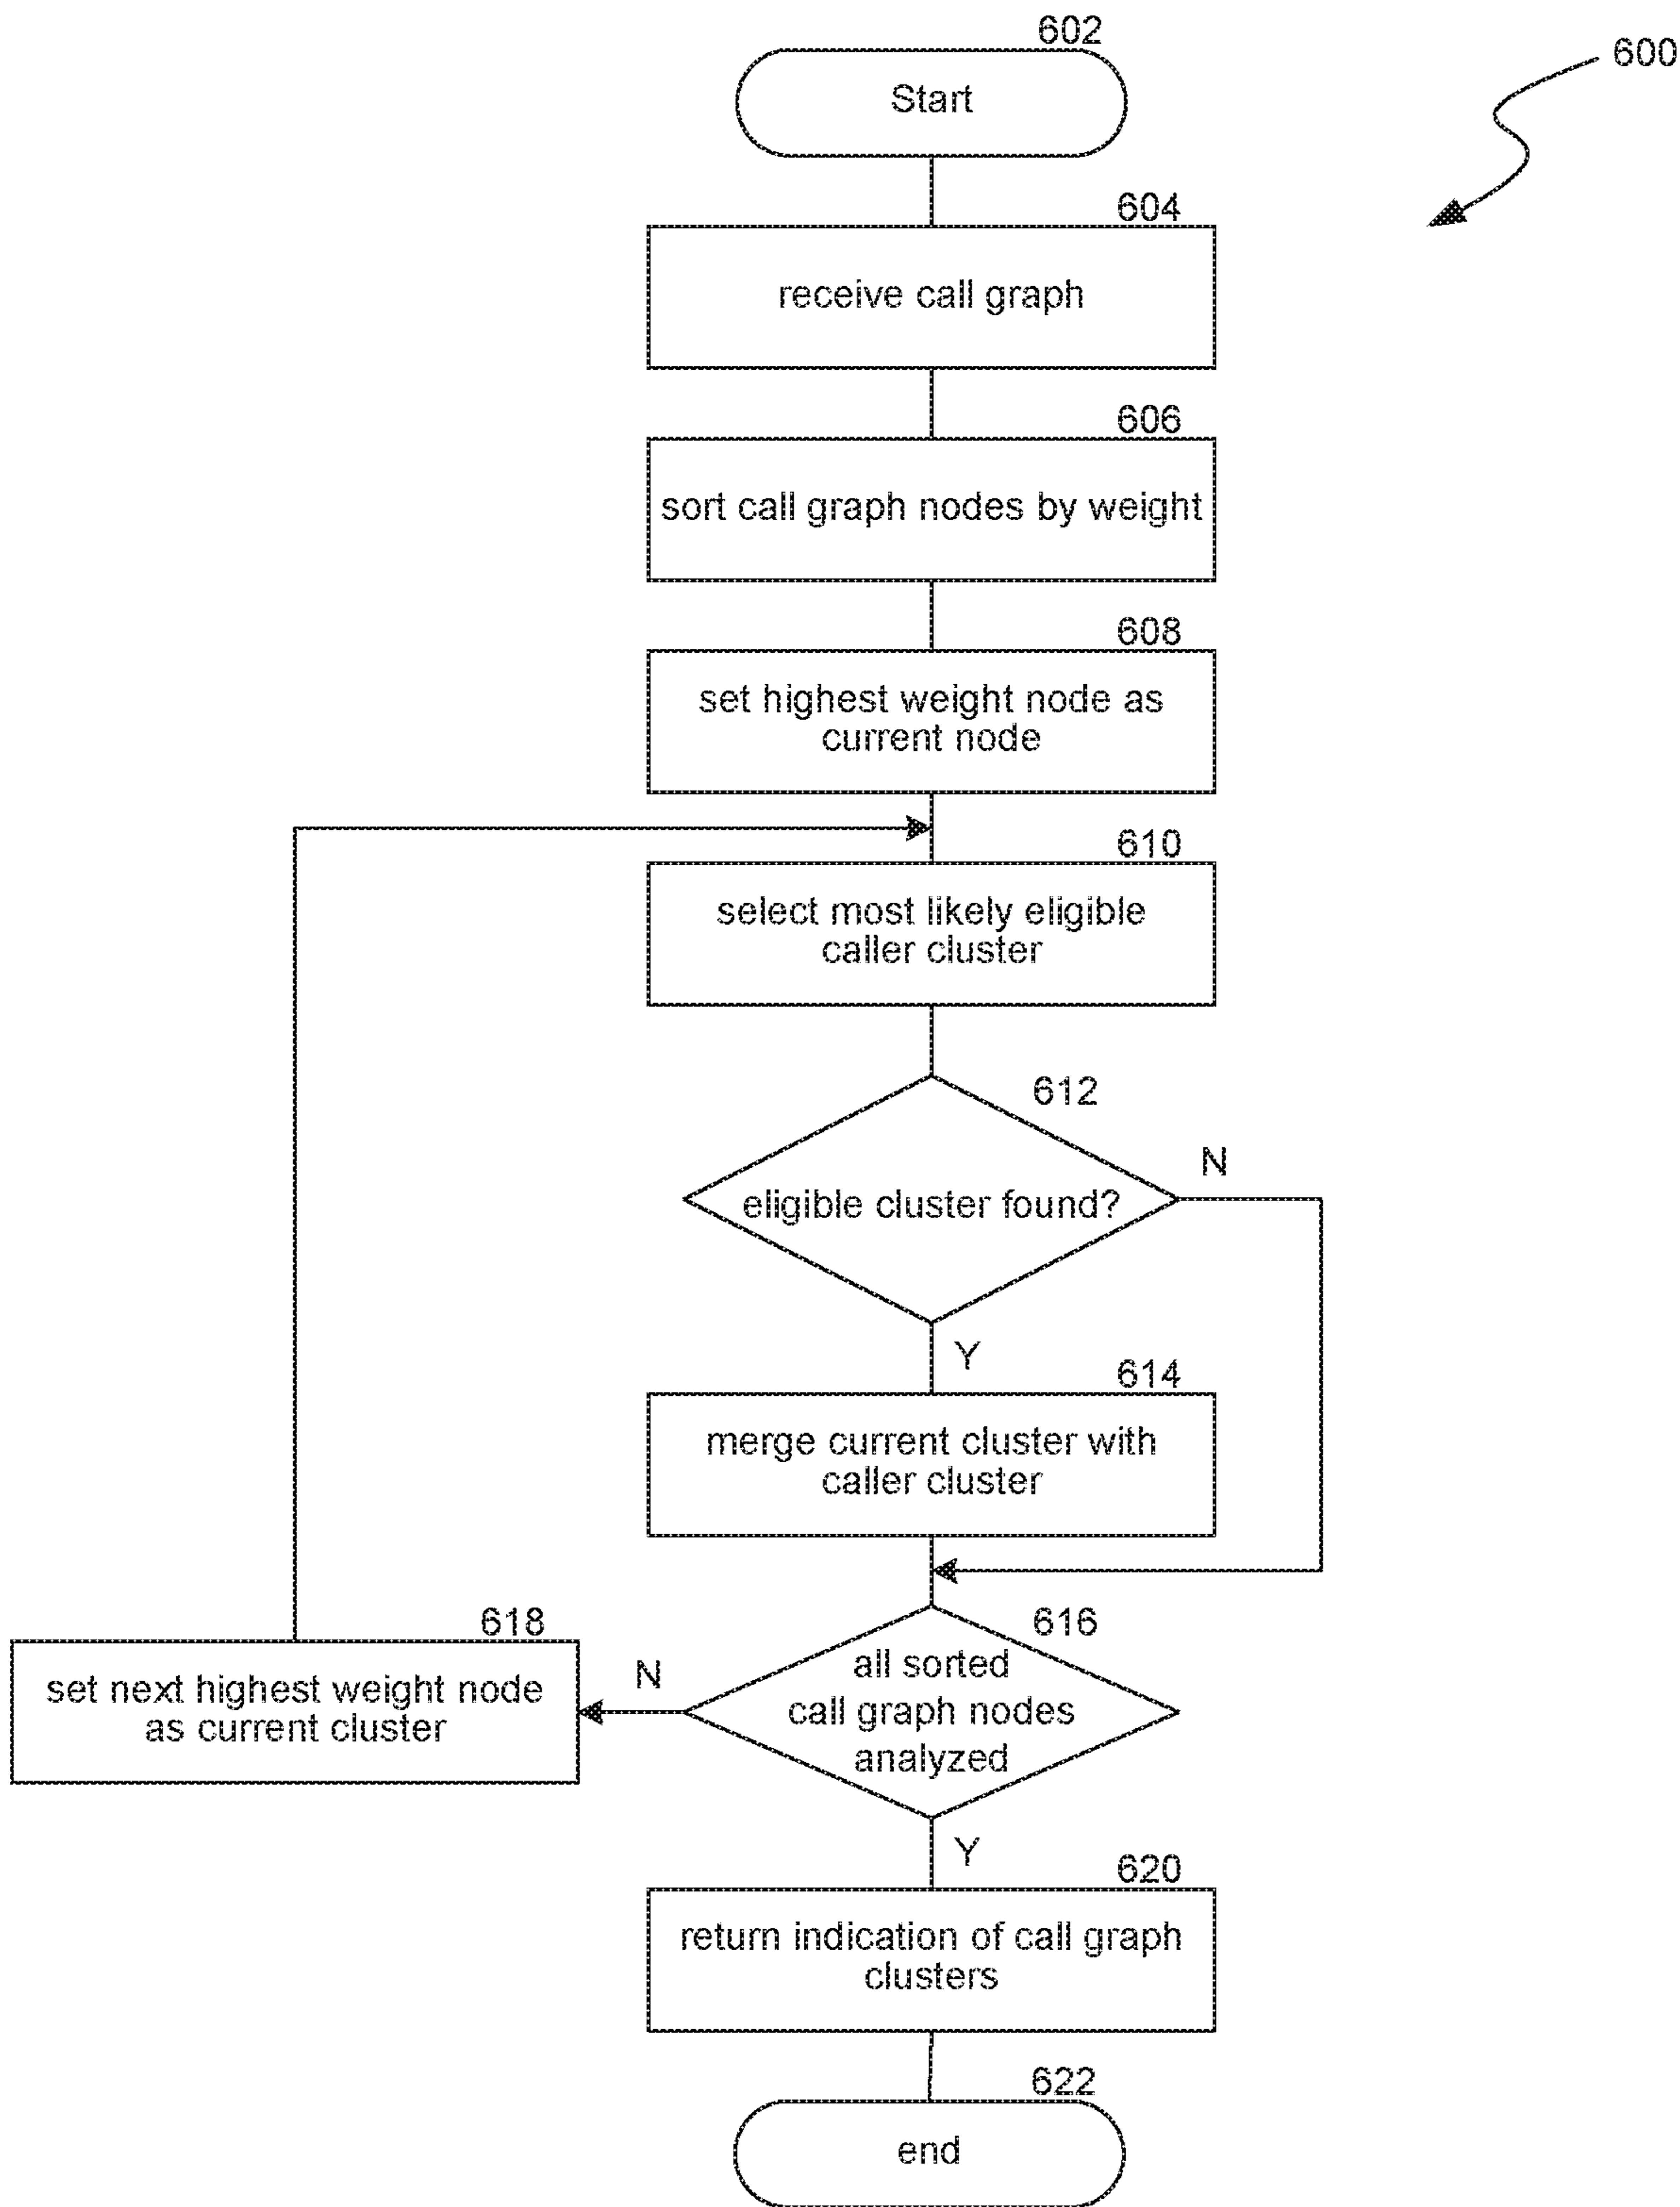 602
600
Start
604
receive call graph
606
sort call graph nodes by weight
608
set highest weight node as
current node
610
select most likely eligible
caller cluster
612
N
eligible cluster found?
Y
614
merge current cluster with
caller cluster
618
616
set next highest weight node
as current cluster
N
all sorted
call graph nodes
analyzed
Y
620
return indication of call graph
clusters
622
end